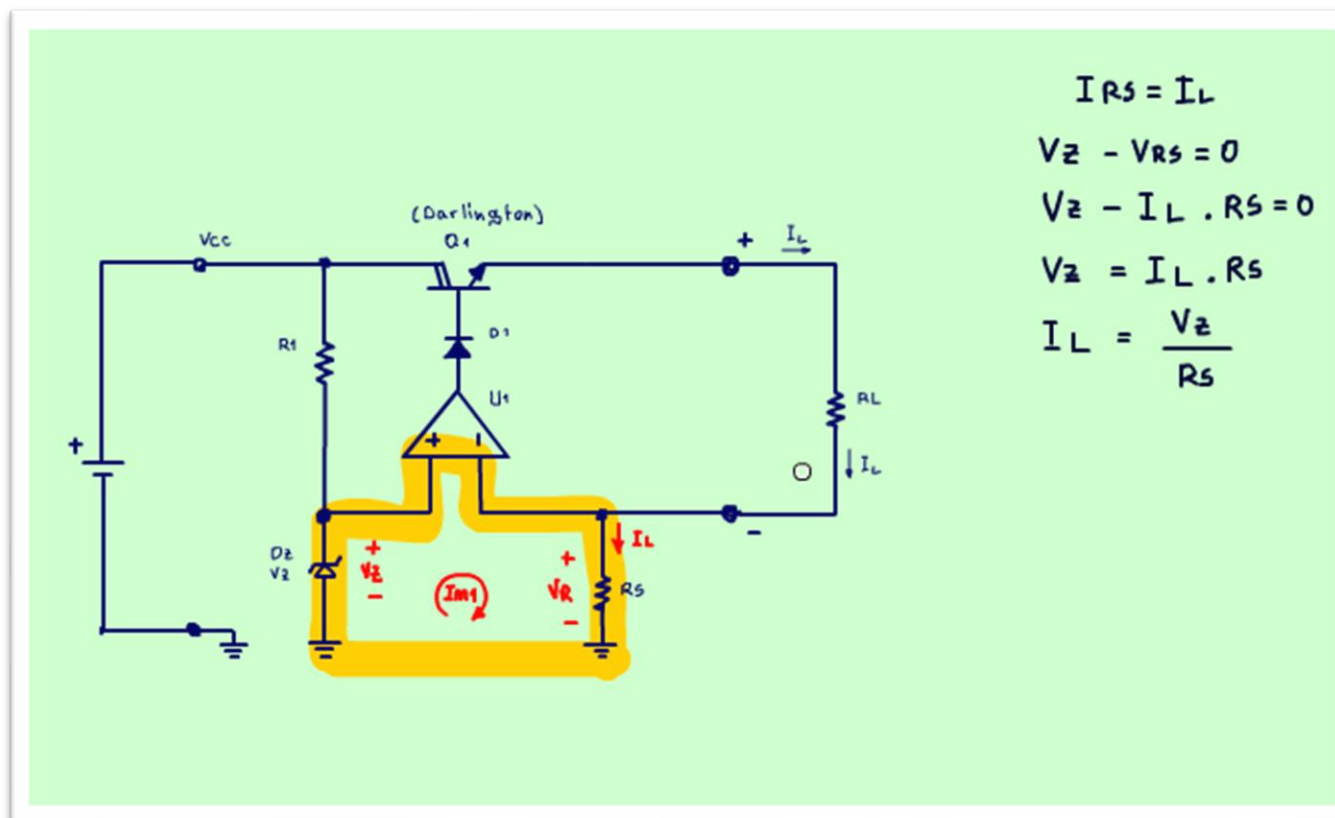 IRS = IL
VZ - VRS = 0
VZ - IL . RS = 0
VZ = IL . RS
IL = VZ
RS
(Darlington)
Q1
VCC
+
IL
R1
D1
U1
+
RL
+
-
IL
-
DZ
VZ
+
VZ
-
Im1
+
VR
-
IL
RS